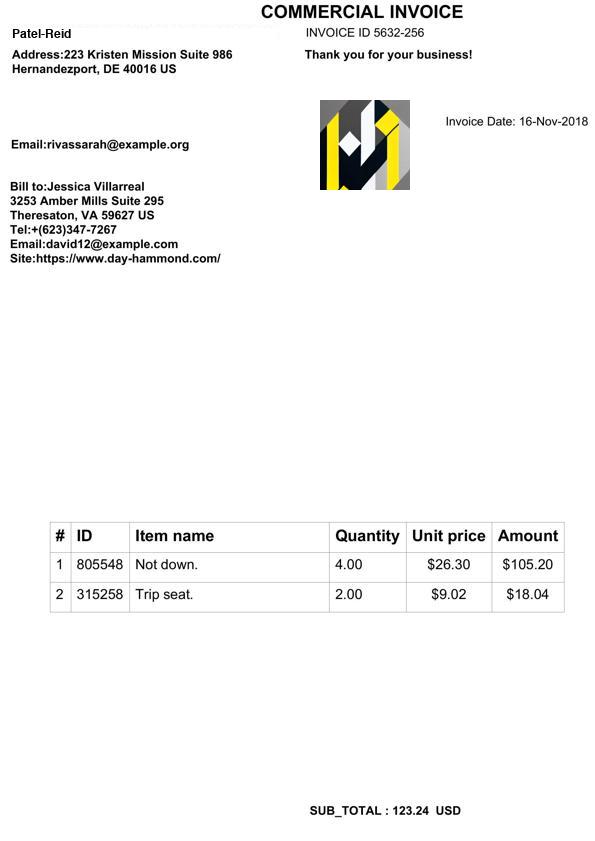 COMMERCIAL INVOICE
Patel-Reid
INVOICE ID 5632-256
Address:223 Kristen Mission Suite 986
Hernandezport, DE 40016 US
Thank you for your business!
Invoice Date: 16-Nov-2018
Email:rivassarah@example.org
Bill to:Jessica Villarreal
3253 Amber Mills Suite 295
Theresaton, VA 59627 US
Tel:+(623)347-7267
Email:david12@example.com
Site:https://www.day-hammond.com/
# ID Item name Quantity Unit price Amount
1 805548 Not down. 4.00 $26.30 $105.20
2 315258 Trip seat. 2.00 $9.02 $18.04
SUB_TOTAL : 123.24 USD